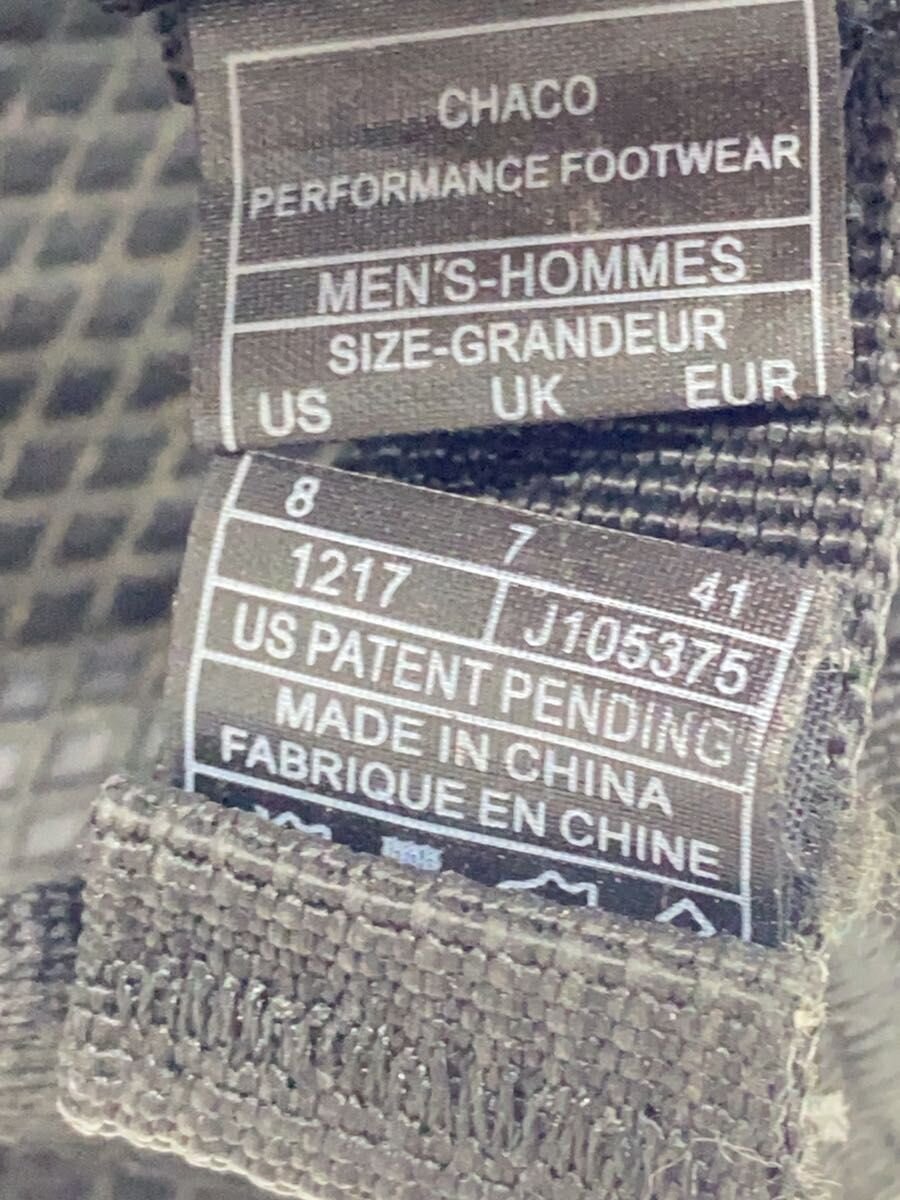 CHACO
PERFORMANCE FOOTWEAR
MEN'S-HOMMES
SIZE-GRANDEUR
US UK EUR
8 7 41
1217 J105375
US PATENT PENDING
MADE IN CHINA
FABRIQUE EN CHINE